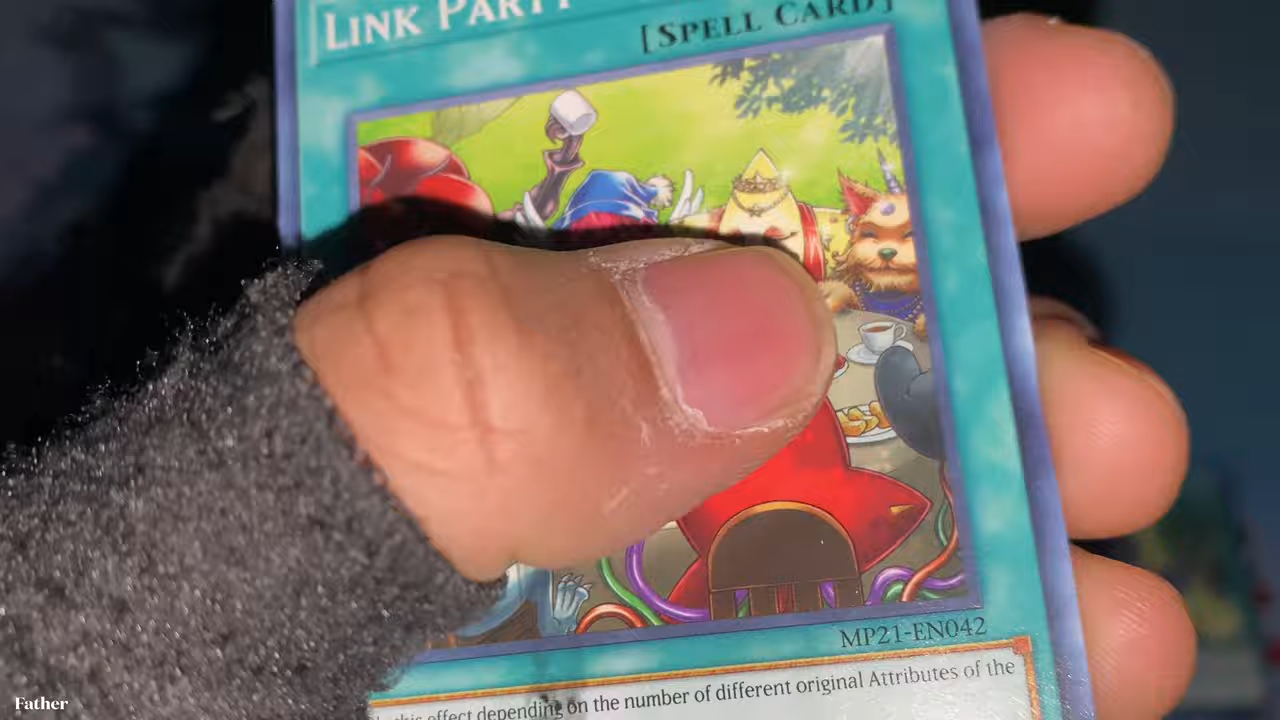 LINK PARTY
[SPELL CARD]
MP21-EN042
this effect depending on the number of different original Attributes of the
Father